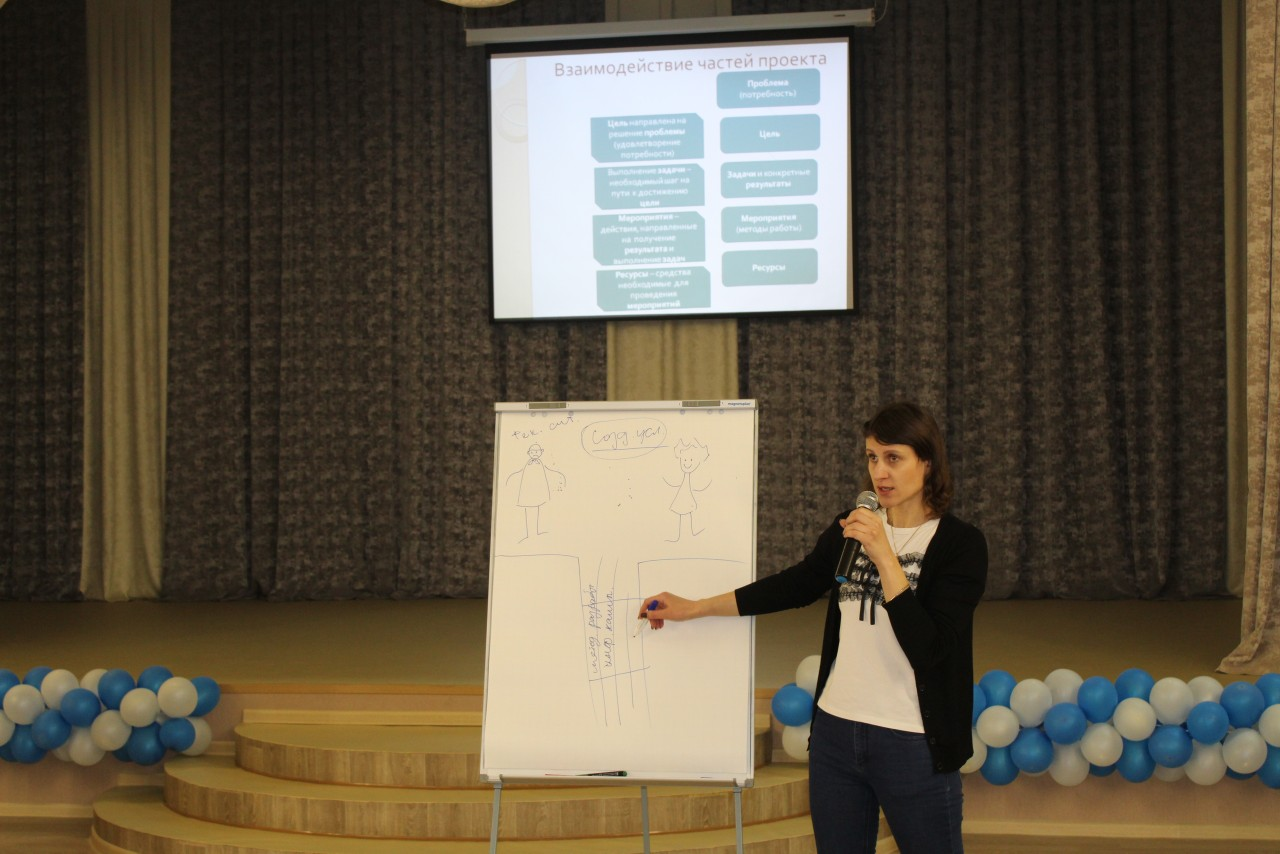 Взаимодействие частей проекта
Проблема
(потребность)
Цель направлена на
решение проблемы
(удовлетворение
потребности)
Цель
Выполнение задачи –
необходимый шаг на
пути к достижению
цели
Задачи и конкретные
результаты
Мероприятия –
действия, направленные
на получение
результата и
выполнению задач
Мероприятия
(методы работы)
Ресурсы – средства
необходимые для
проведения
мероприятий
Ресурсы